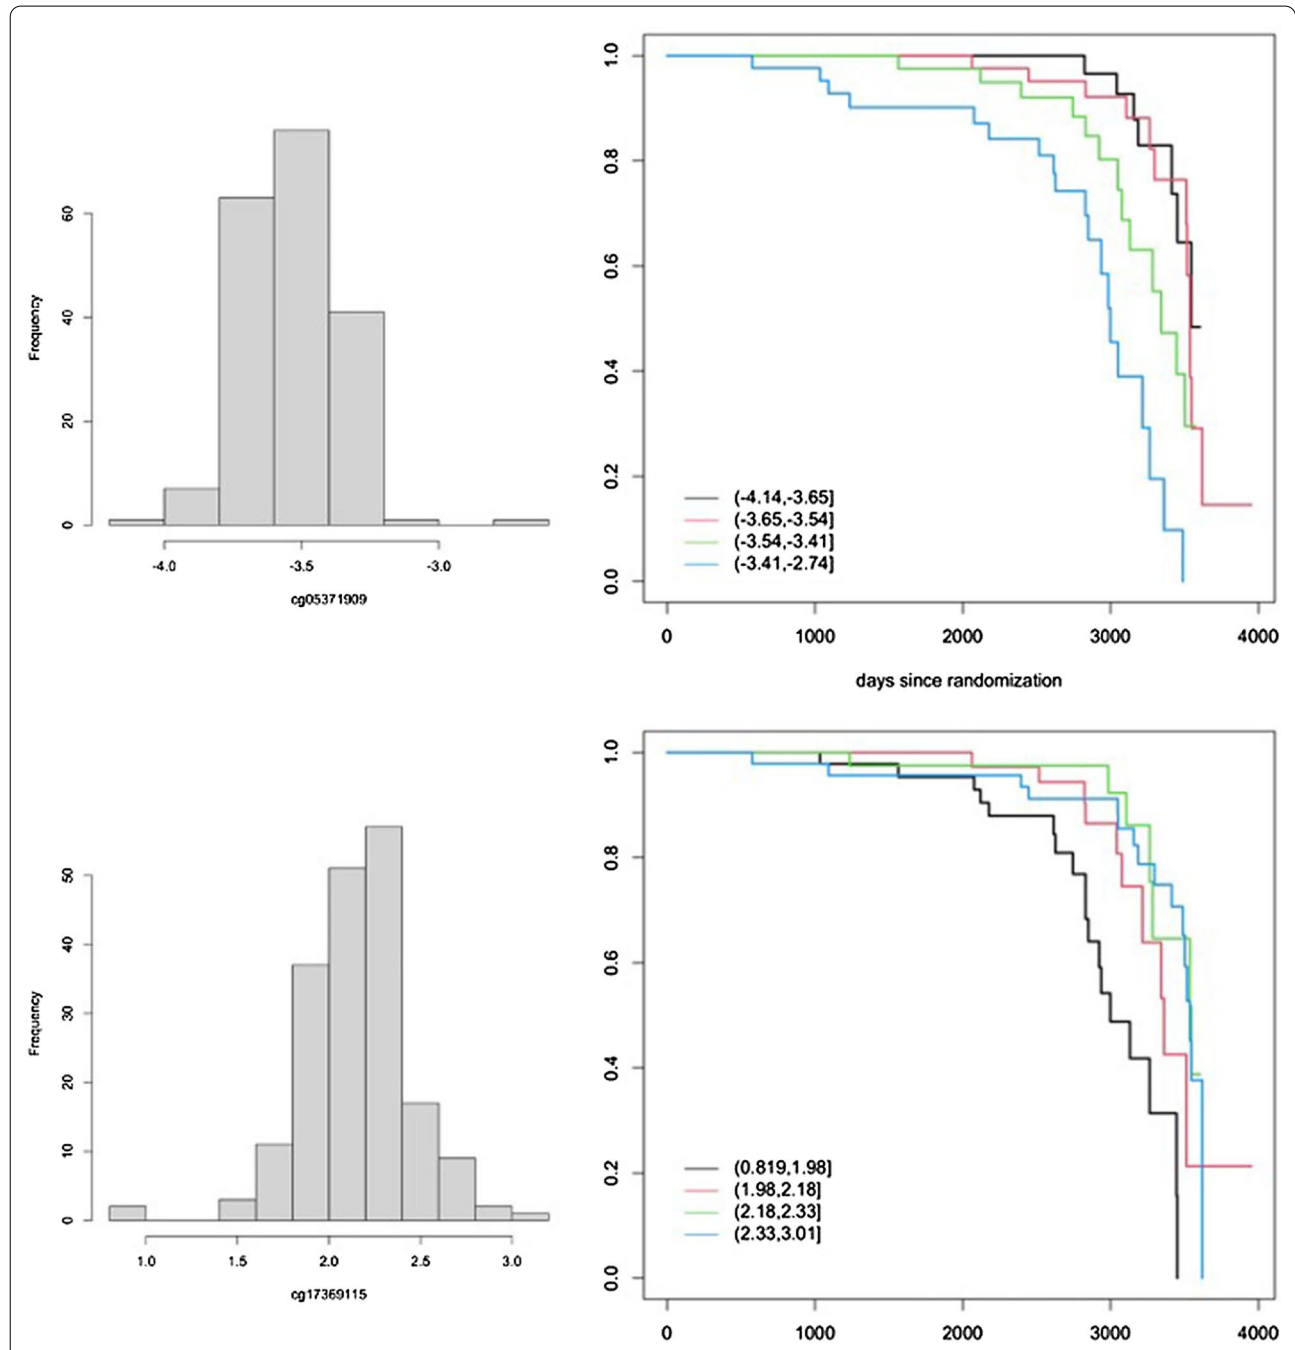 Frequency
0 20 40 60
-4.0 -3.5 -3.0
cg05371909
0.0 0.2 0.4 0.6 0.8 1.0
(-4.14,-3.65]
(-3.65,-3.54]
(-3.54,-3.41]
(-3.41,-2.74]
0 1000 2000 3000 4000
days since randomization
Frequency
0 10 20 30 40 50
1.0 1.5 2.0 2.5 3.0
cg17369115
0.0 0.2 0.4 0.6 0.8 1.0
(0.819,1.98]
(1.98,2.18]
(2.18,2.33]
(2.33,3.01]
0 1000 2000 3000 4000